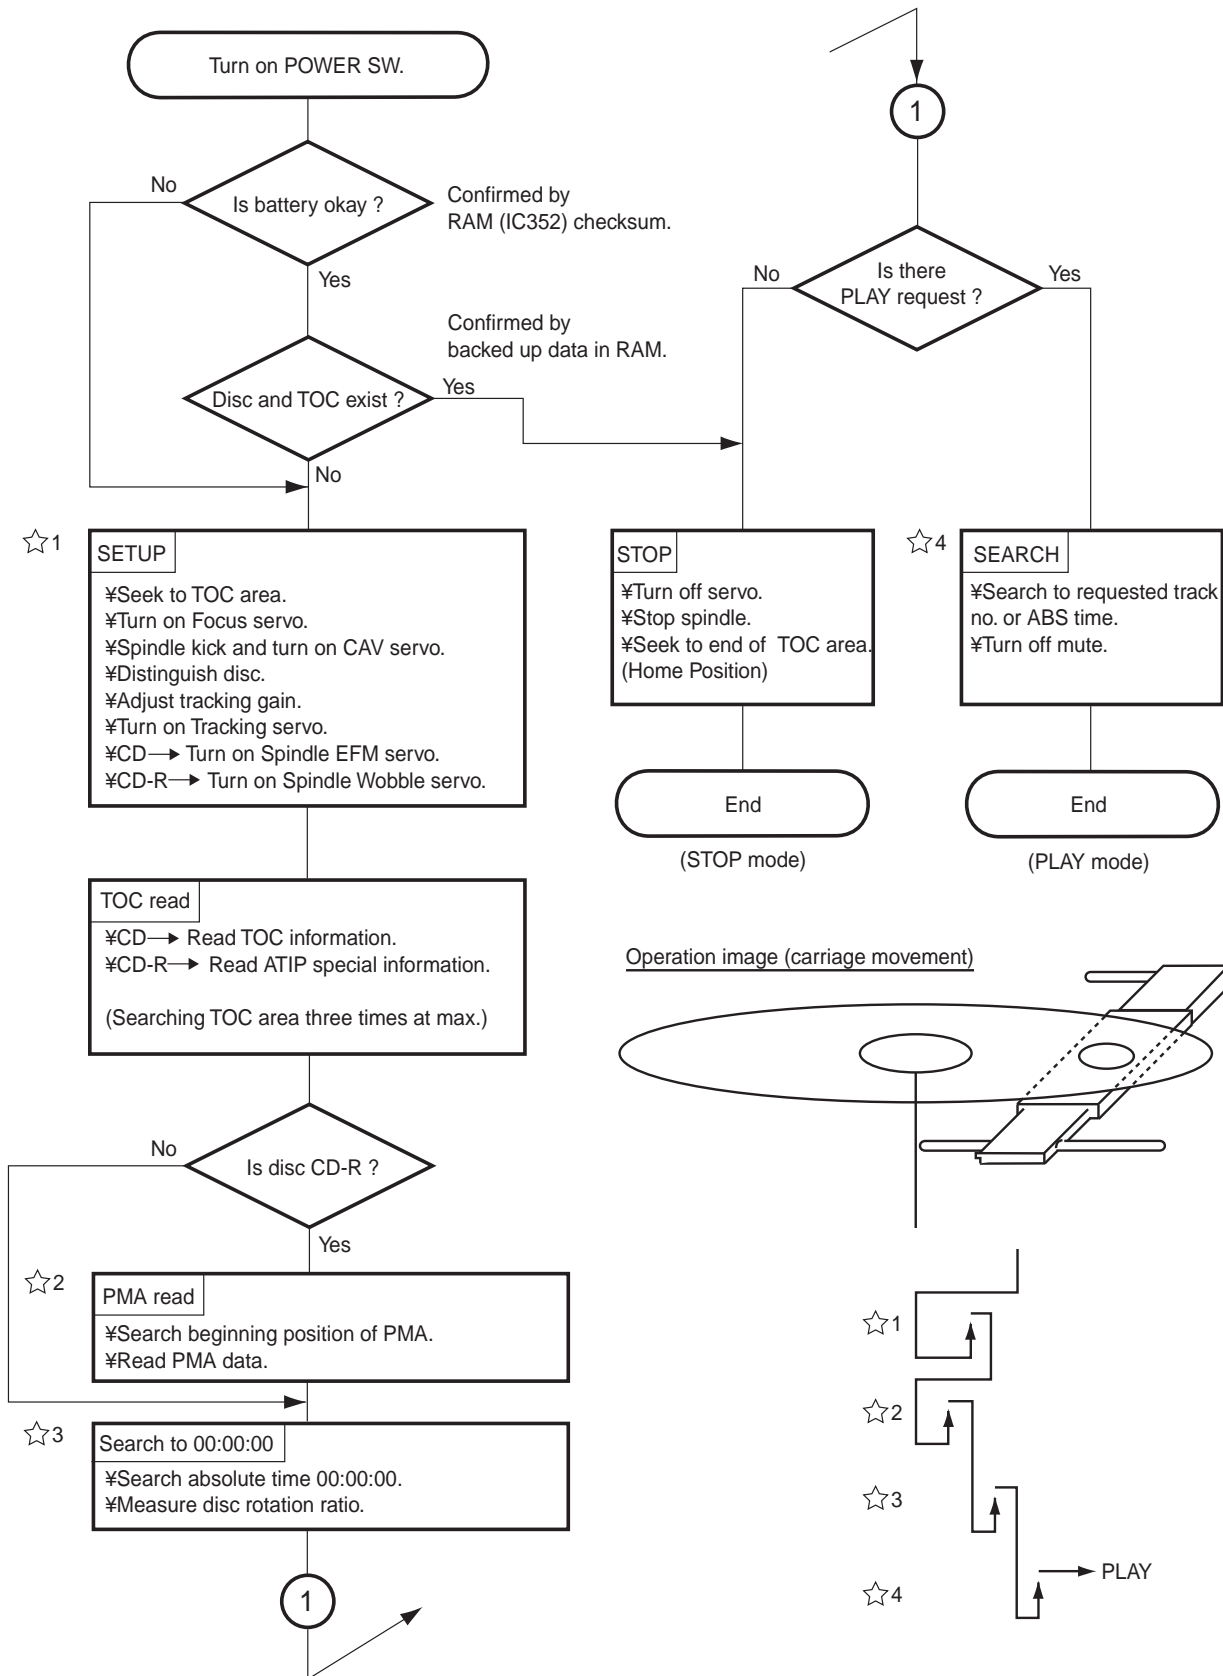 Turn on POWER SW.
No
Is battery okay ?
Confirmed by
RAM (IC352) checksum.
Yes
Confirmed by
backed up data in RAM.
Disc and TOC exist ?
Yes
No
☆1
SETUP
¥Seek to TOC area.
¥Turn on Focus servo.
¥Spindle kick and turn on CAV servo.
¥Distinguish disc.
¥Adjust tracking gain.
¥Turn on Tracking servo.
¥CD → Turn on Spindle EFM servo.
¥CD-R → Turn on Spindle Wobble servo.
TOC read
¥CD → Read TOC information.
¥CD-R → Read ATIP special information.
(Searching TOC area three times at max.)
No
Is disc CD-R ?
Yes
☆2
PMA read
¥Search beginning position of PMA.
¥Read PMA data.
☆3
Search to 00:00:00
¥Search absolute time 00:00:00.
¥Measure disc rotation ratio.
1
1
No
Is there
PLAY request ?
Yes
STOP
¥Turn off servo.
¥Stop spindle.
¥Seek to end of TOC area.
(Home Position)
End
(STOP mode)
☆4
SEARCH
¥Search to requested track
no. or ABS time.
¥Turn off mute.
End
(PLAY mode)
Operation image (carriage movement)
☆1
☆2
☆3
☆4
PLAY